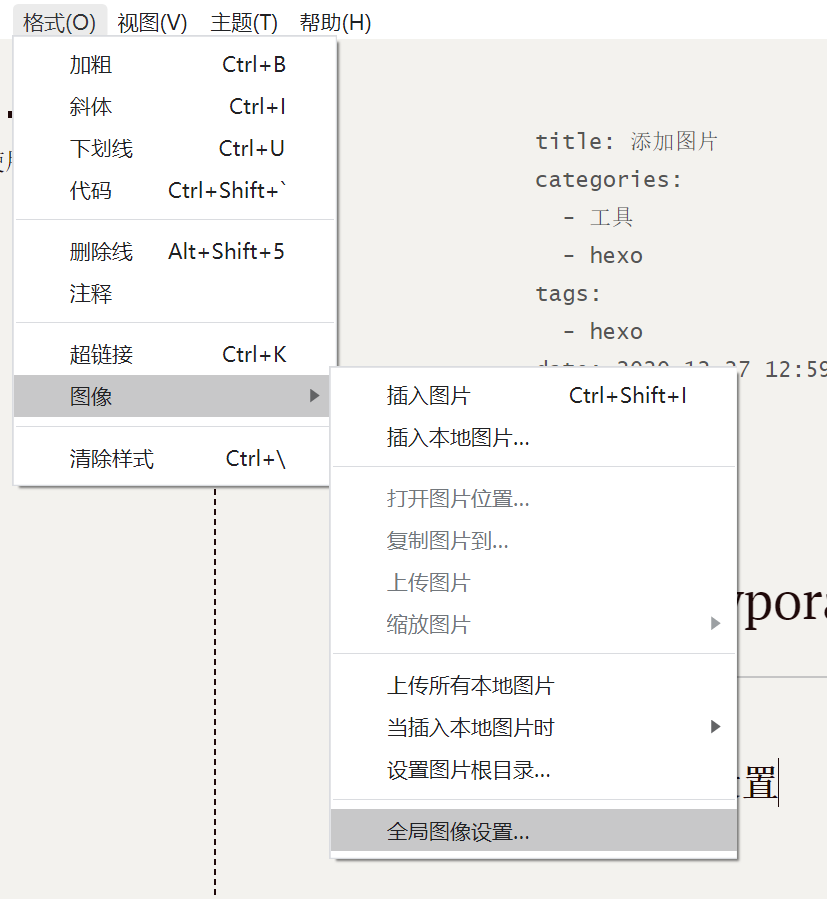 格式(O) 视图(V) 主题(T) 帮助(H)
加粗 Ctrl+B
斜体 Ctrl+I
下划线 Ctrl+U
代码 Ctrl+Shift+`
删除线 Alt+Shift+5
注释
超链接 Ctrl+K
图像
清除样式 Ctrl+\
插入图片 Ctrl+Shift+I
插入本地图片...
打开图片位置...
复制图片到...
上传图片
缩放图片
上传所有本地图片
当插入本地图片时
设置图片根目录...
全局图像设置...
title: 添加图片
categories:
- 工具
- hexo
tags:
- hexo
12:59
置